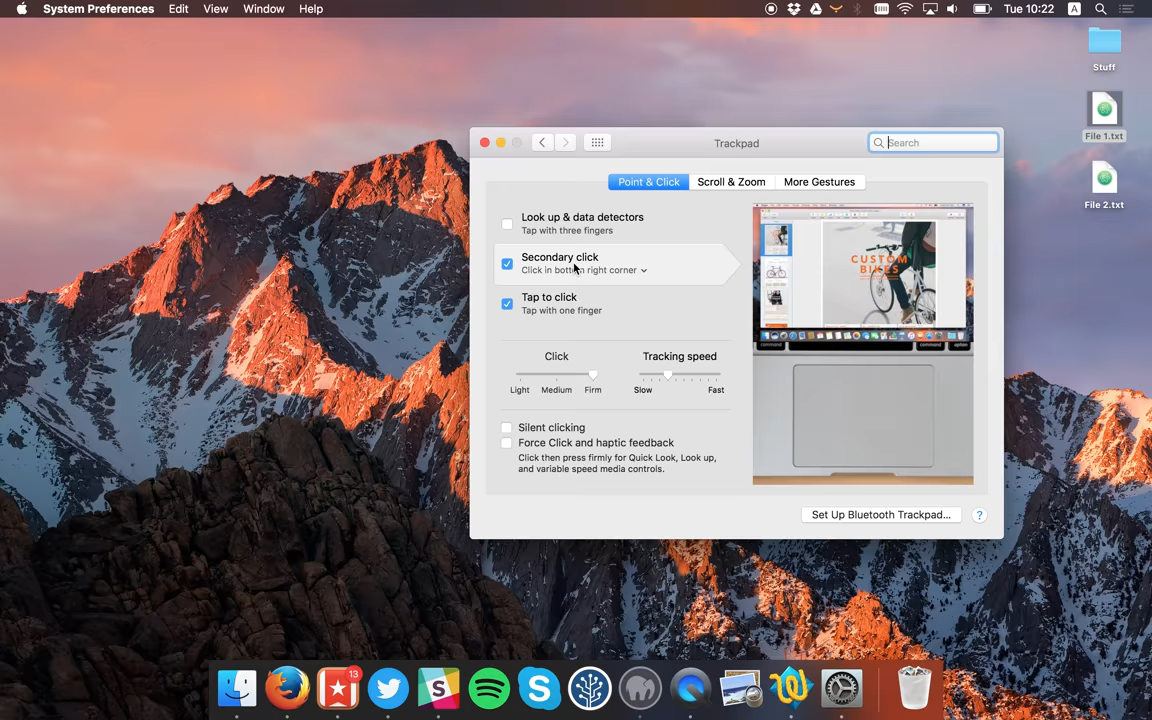 System Preferences Edit View Window Help
Tue 10:22 A
Stuff
File 1.txt
File 2.txt
Trackpad
Search
Point & Click Scroll & Zoom More Gestures
Look up & data detectors
Tap with three fingers
Secondary click
Click in bottom right corner
Tap to click
Tap with one finger
Click
Light Medium Firm
Tracking speed
Slow Fast
Silent clicking
Force Click and haptic feedback
Click then press firmly for Quick Look, Look up,
and variable speed media controls.
CUSTOM
BIKES
command command option
Set Up Bluetooth Trackpad... ?
13
S